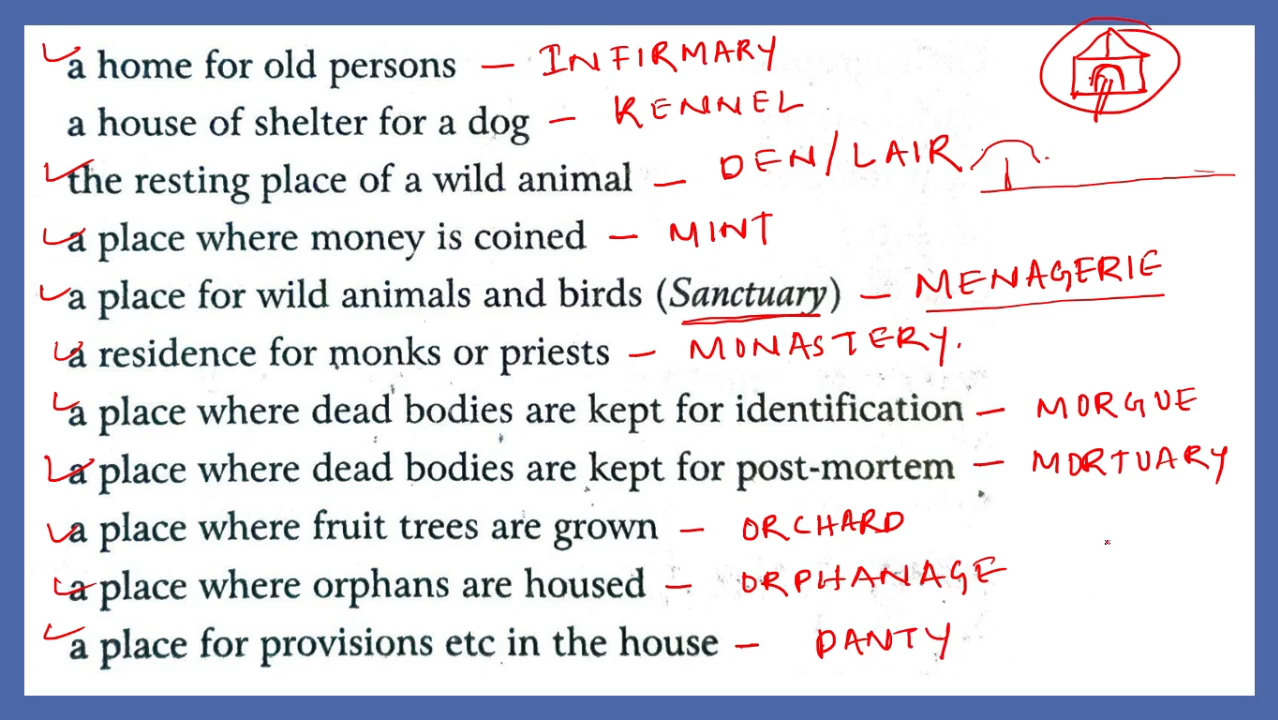 a home for old persons — INFIRMARY
a house of shelter for a dog — KENNEL
the resting place of a wild animal — DEN/LAIR
a place where money is coined — MINT
a place for wild animals and birds (Sanctuary) — MENAGERIE
a residence for monks or priests — MONASTERY.
a place where dead bodies are kept for identification — MORGUE
a place where dead bodies are kept for post-mortem — MORTUARY
a place where fruit trees are grown — ORCHARD
a place where orphans are housed — ORPHANAGE
a place for provisions etc in the house — PANTY